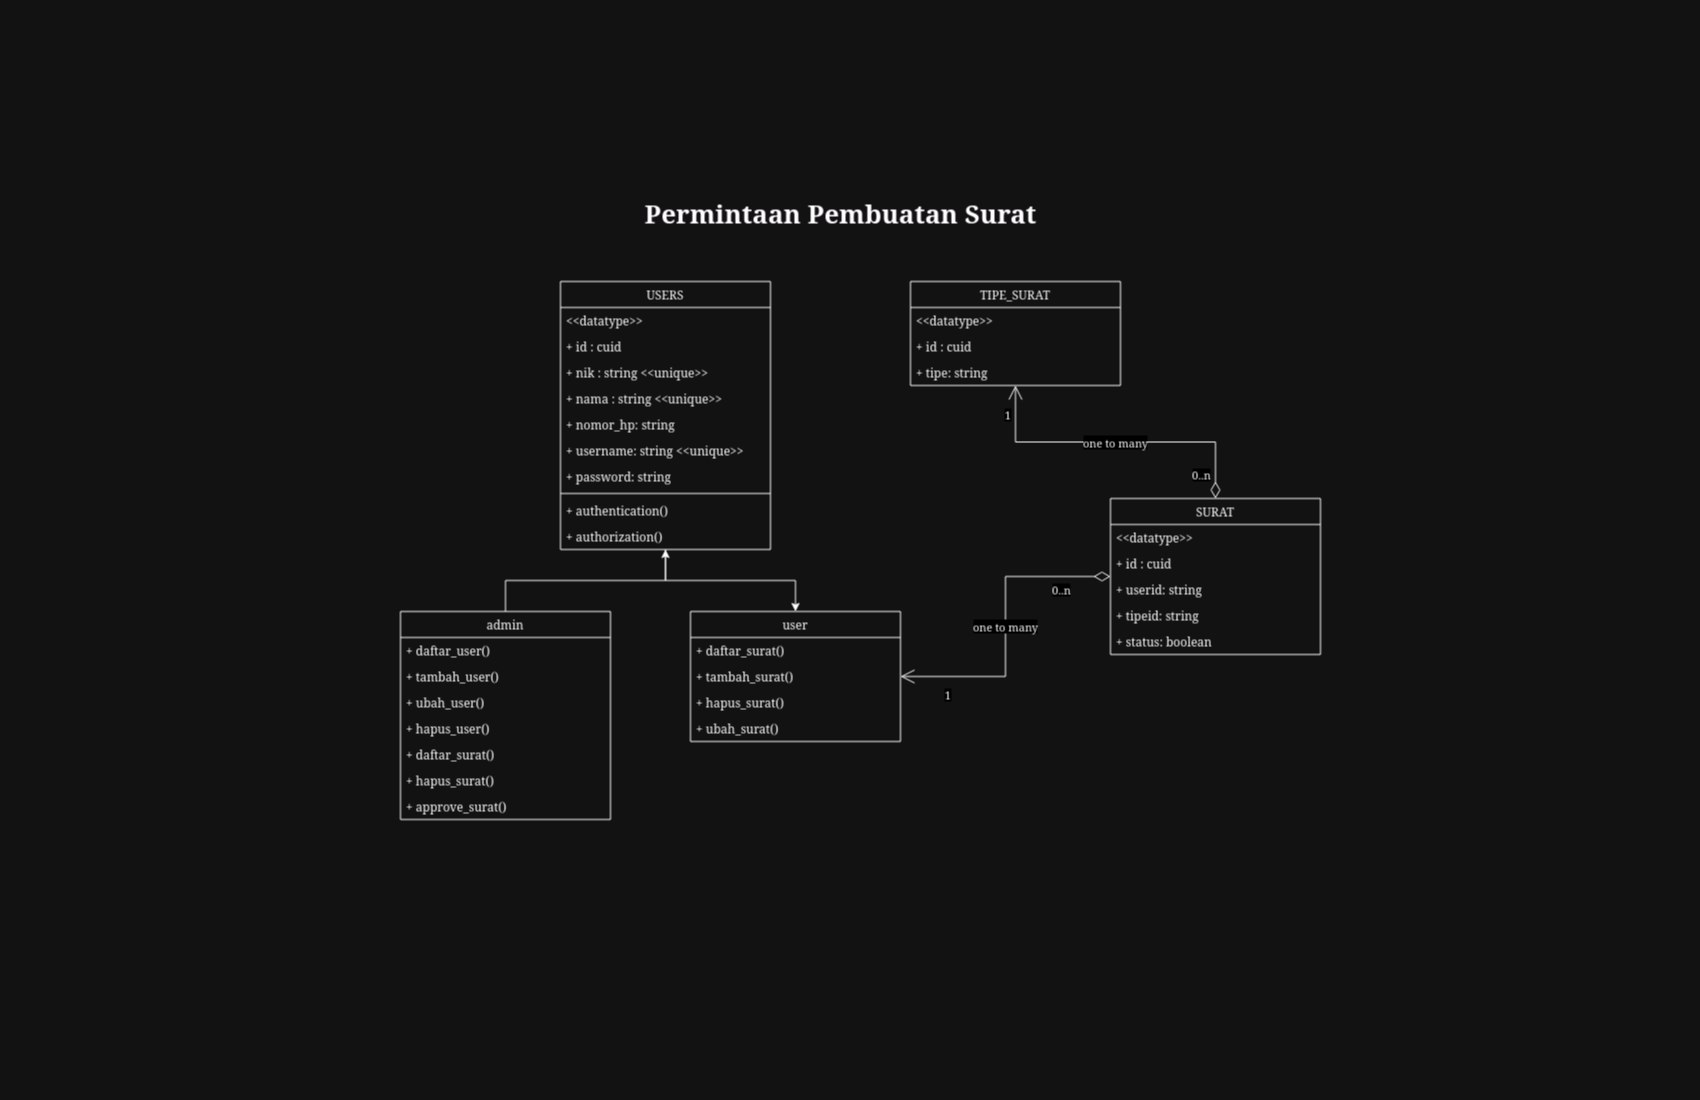 Permintaan Pembuatan Surat
USERS
<<datatype>>
+ id : cuid
+ nik : string <<unique>>
+ nama : string <<unique>>
+ nomor_hp: string
+ username: string <<unique>>
+ password: string
+ authentication()
+ authorization()
TIPE_SURAT
<<datatype>>
+ id : cuid
+ tipe: string
1
one to many
0..n
SURAT
<<datatype>>
+ id : cuid
+ userid: string
+ tipeid: string
+ status: boolean
0..n
one to many
1
admin
+ daftar_user()
+ tambah_user()
+ ubah_user()
+ hapus_user()
+ daftar_surat()
+ hapus_surat()
+ approve_surat()
user
+ daftar_surat()
+ tambah_surat()
+ hapus_surat()
+ ubah_surat()